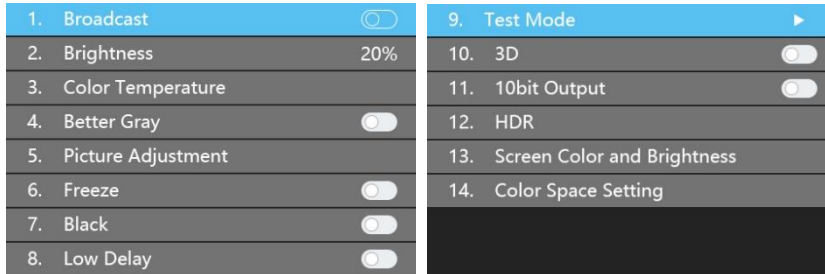 1. Broadcast
2. Brightness 20%
3. Color Temperature
4. Better Gray
5. Picture Adjustment
6. Freeze
7. Black
8. Low Delay
9. Test Mode
10. 3D
11. 10bit Output
12. HDR
13. Screen Color and Brightness
14. Color Space Setting